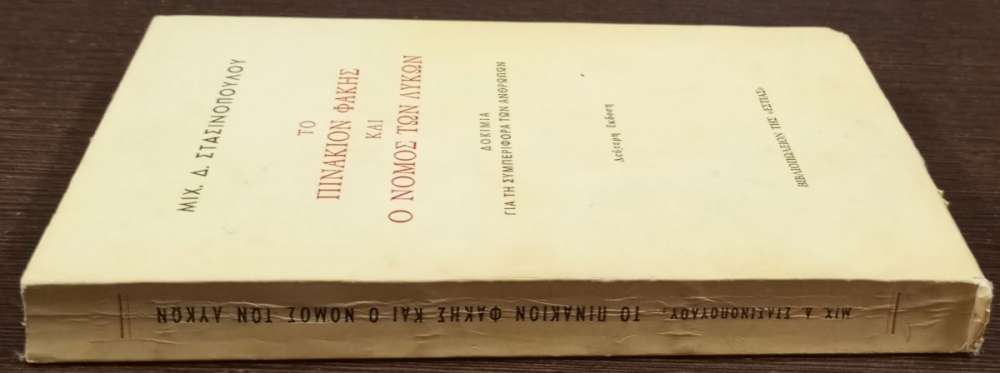 ΜΙΧ. Δ. ΣΤΑΣΙΝΟΠΟΥΛΟΥ
ΤΟ
ΠΙΝΑΚΙΟΝ ΦΑΚΗΣ
ΚΑΙ
Ο ΝΟΜΟΣ ΤΩΝ ΛΥΚΩΝ
ΔΟΚΙΜΙΑ
ΓΙΑ ΤΗ ΣΥΜΠΕΡΙΦΟΡΑ ΤΩΝ ΑΝΘΡΩΠΩΝ
Δεύτερη Έκδοση
ΒΙΒΛΙΟΠΩΛΕΙΟΝ ΤΗΣ «ΕΣΤΙΑΣ»
ΜΙΧ. Δ. ΣΤΑΣΙΝΟΠΟΥΛΟΥ, ΤΟ ΠΙΝΑΚΙΟΝ ΦΑΚΗΣ ΚΑΙ Ο ΝΟΜΟΣ ΤΩΝ ΛΥΚΩΝ